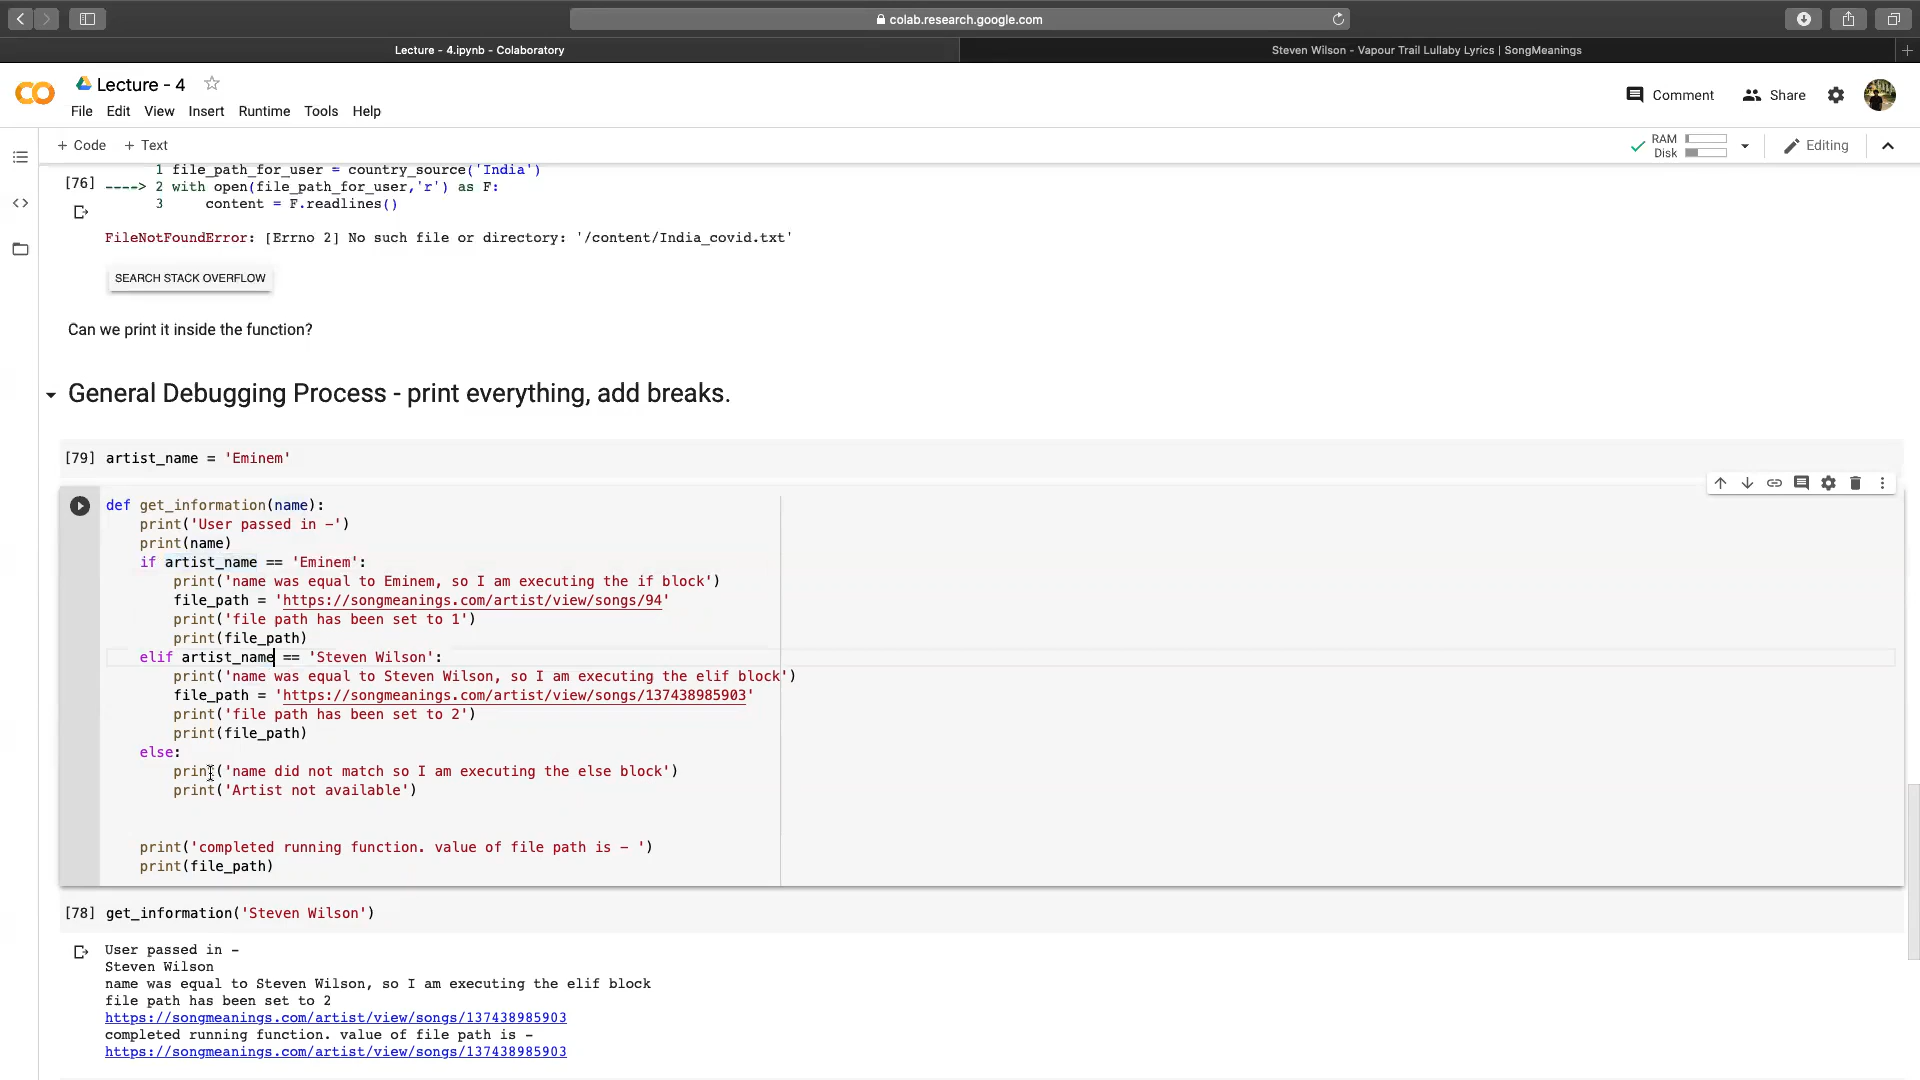 colab.research.google.com
Lecture - 4.ipynb - Colaboratory
Steven Wilson - Vapour Trail Lullaby Lyrics | SongMeanings
CO
Lecture - 4
File Edit View Insert Runtime Tools Help
Comment Share
+ Code + Text
RAM
Disk
Editing
1 file_path_for_user = country_source('India')
[76] ----> 2 with open(file_path_for_user,'r') as F:
3     content = F.readlines()
FileNotFoundError: [Errno 2] No such file or directory: '/content/India_covid.txt'
SEARCH STACK OVERFLOW
Can we print it inside the function?
General Debugging Process - print everything, add breaks.
[79] artist_name = 'Eminem'
def get_information(name):
    print('User passed in -')
    print(name)
    if artist_name == 'Eminem':
        print('name was equal to Eminem, so I am executing the if block')
        file_path = 'https://songmeanings.com/artist/view/songs/94'
        print('file path has been set to 1')
        print(file_path)
    elif artist_name == 'Steven Wilson':
        print('name was equal to Steven Wilson, so I am executing the elif block')
        file_path = 'https://songmeanings.com/artist/view/songs/137438985903'
        print('file path has been set to 2')
        print(file_path)
    else:
        print('name did not match so I am executing the else block')
        print('Artist not available')
    print('completed running function. value of file path is - ')
    print(file_path)
[78] get_information('Steven Wilson')
User passed in -
Steven Wilson
name was equal to Steven Wilson, so I am executing the elif block
file path has been set to 2
https://songmeanings.com/artist/view/songs/137438985903
completed running function. value of file path is -
https://songmeanings.com/artist/view/songs/137438985903